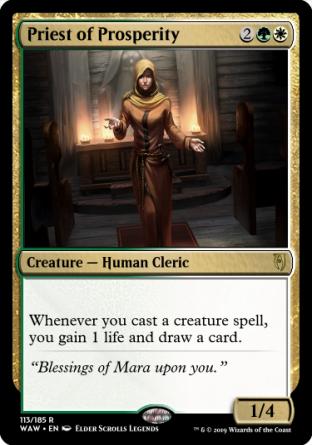 Priest of Prosperity 2
Creature — Human Cleric
Whenever you cast a creature spell,
you gain 1 life and draw a card.
“Blessings of Mara upon you.”
1/4
113/185 R
WAW • EN Elder Scrolls Legends
™ & © 2019 Wizards of the Coast